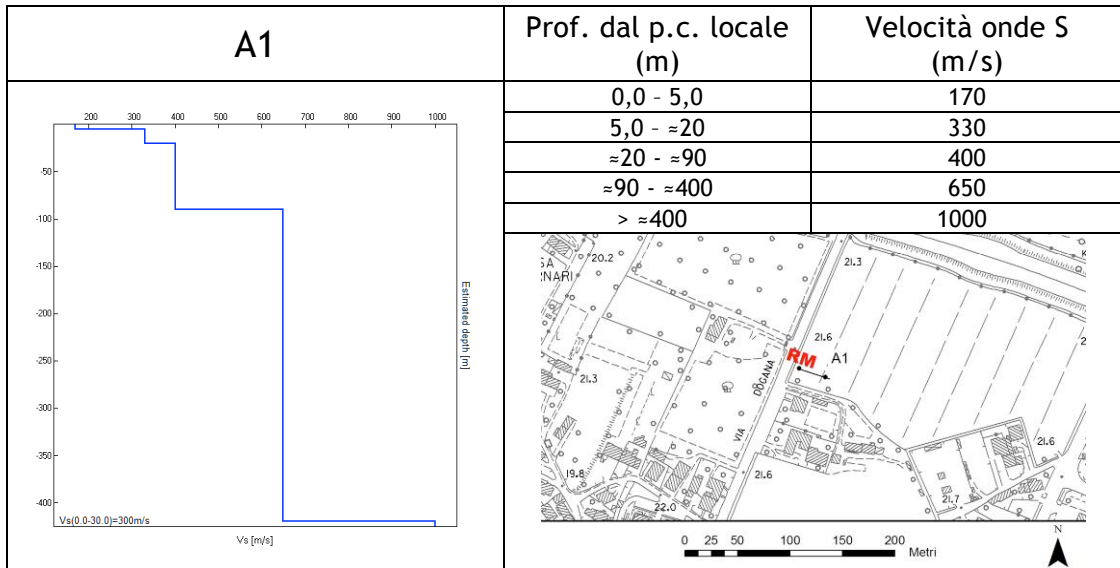 A1
Prof. dal p.c. locale
(m)
Velocità onde S
(m/s)
0,0 - 5,0 170
5,0 - ≈20 330
≈20 - ≈90 400
≈90 - ≈400 650
> ≈400 1000
200 300 400 500 600 700 800 900 1000
-50
-100
-150
-200
-250
-300
-350
-400
Estimated depth [m]
Vs(0.0-30.0)=300m/s
Vs [m/s]
20.2
21.3
21.6
RM
A1
21.3
VIA DOGANA
21.6
19.8
21.6
22.0
21.7
0 25 50 100 150 200
Metri
N